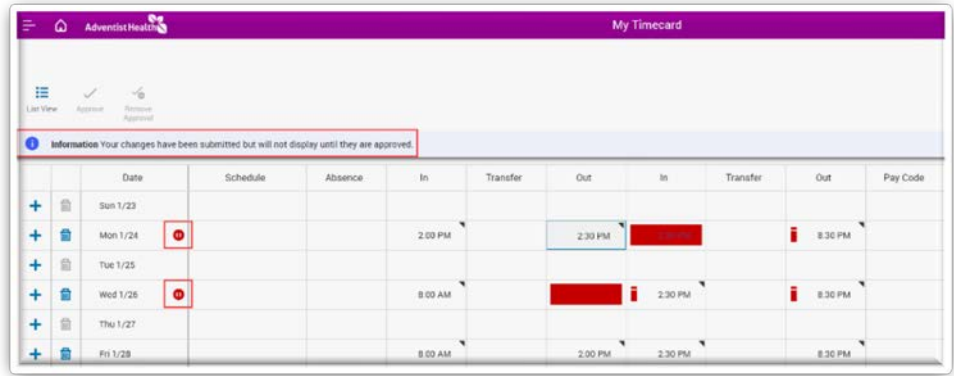 Adventist Health
My Timecard
List View Approve Remove Approval
Information Your changes have been submitted but will not display until they are approved.
Date Schedule Absence In Transfer Out In Transfer Out Pay Code
Sun 1/23
Mon 1/24 2:00 PM 2:30 PM 8:30 PM
Tue 1/25
Wed 1/26 8:00 AM 2:30 PM 8:30 PM
Thu 1/27
Fri 1/28 8:00 AM 2:00 PM 2:30 PM 8:30 PM